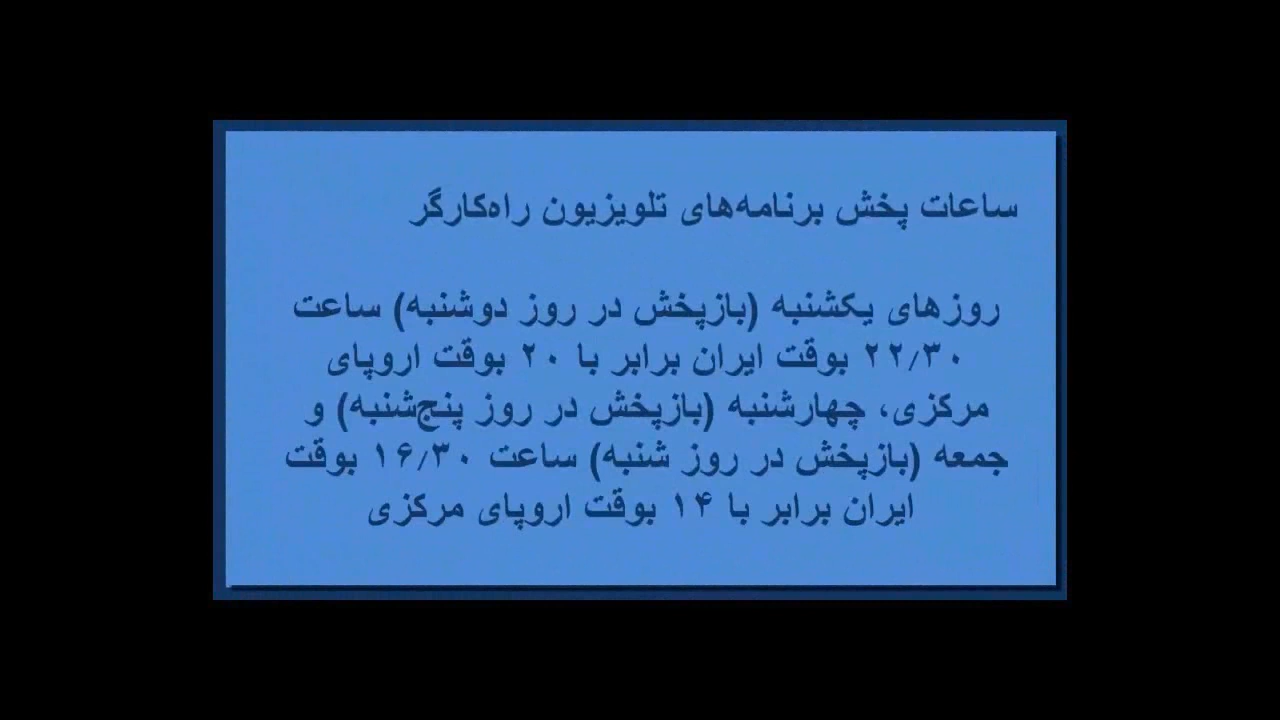 ساعات پخش برنامه‌های تلویزیون راه‌کارگر
روزهای یکشنبه (بازپخش در روز دوشنبه) ساعت
۲۲٫۳۰ بوقت ایران برابر با ۲۰ بوقت اروپای
مرکزی، چهارشنبه (بازپخش در روز پنج‌شنبه) و
جمعه (بازپخش در روز شنبه) ساعت ۱۶٫۳۰ بوقت
ایران برابر با ۱۴ بوقت اروپای مرکزی